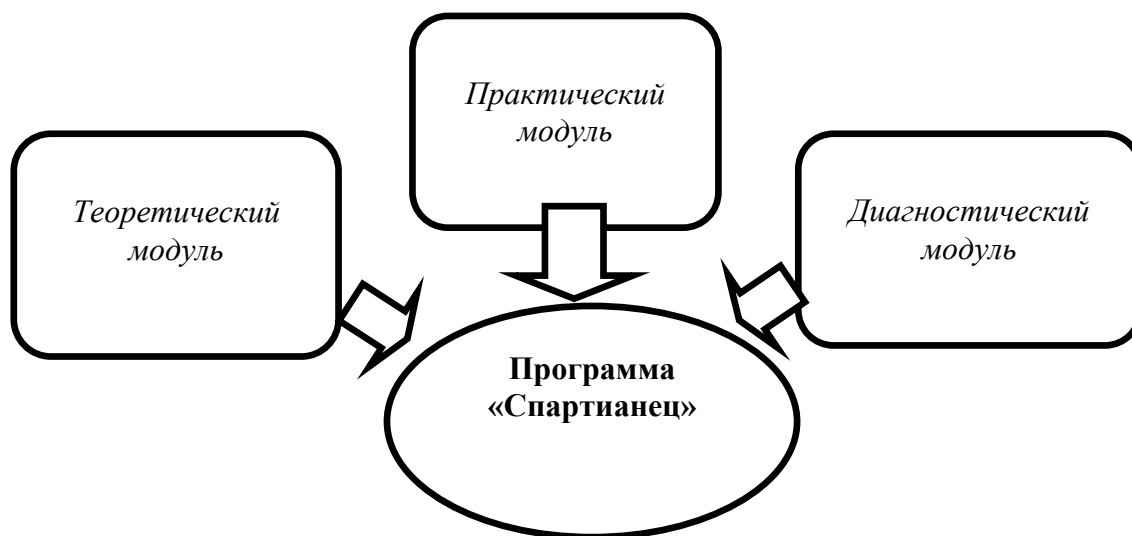 Практический
модуль
Теоретический
модуль
Диагностический
модуль
Программа
«Спартианец»